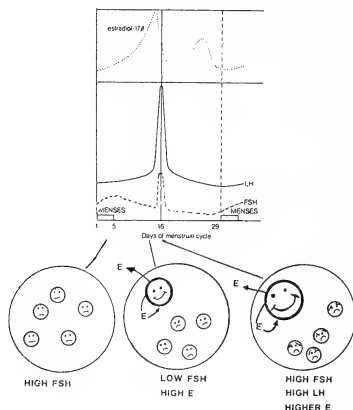 estradiol-17β
LH
FSH
MENSES
MENSES
1 5 16 29
Days of menstrual cycle
E
E
E
E
HIGH FSH
LOW FSH
HIGH E
HIGH FSH
HIGH LH
HIGHER E